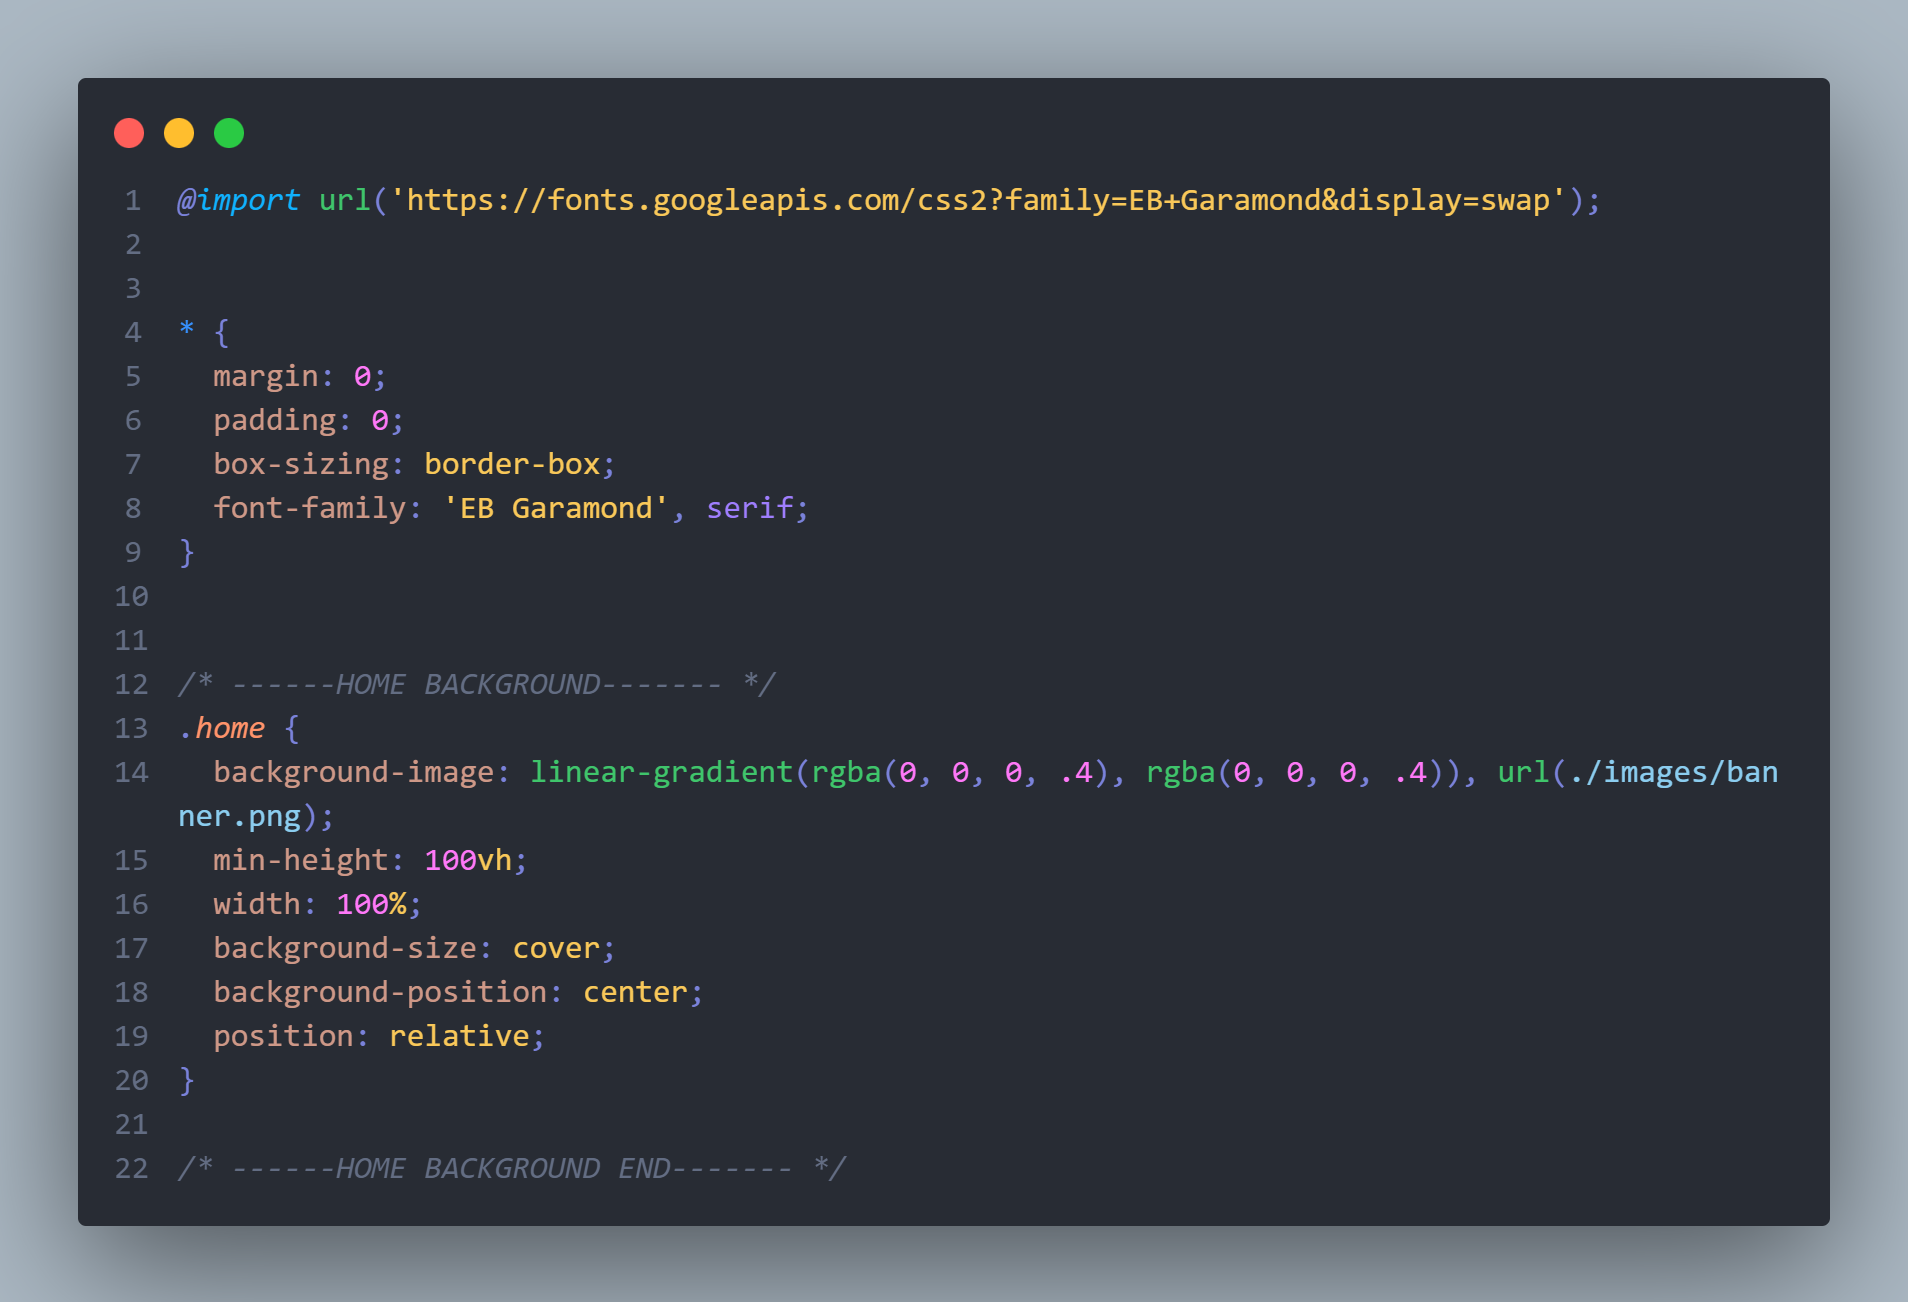 1 @import url('https://fonts.googleapis.com/css2?family=EB+Garamond&display=swap');
2
3
4 * {
5   margin: 0;
6   padding: 0;
7   box-sizing: border-box;
8   font-family: 'EB Garamond', serif;
9 }
10
11
12 /* ------HOME BACKGROUND------- */
13 .home {
14   background-image: linear-gradient(rgba(0, 0, 0, .4), rgba(0, 0, 0, .4)), url(./images/ban
ner.png);
15   min-height: 100vh;
16   width: 100%;
17   background-size: cover;
18   background-position: center;
19   position: relative;
20 }
21
22 /* ------HOME BACKGROUND END------- */